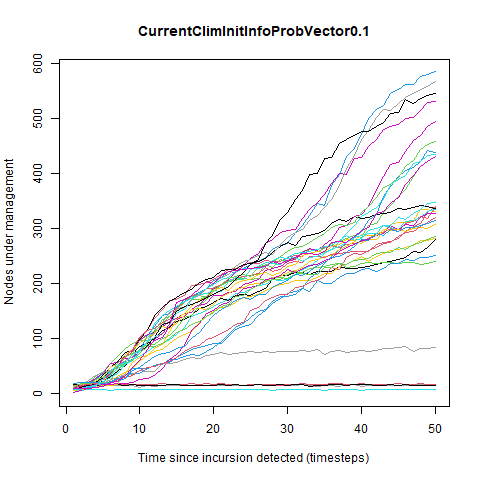 CurrentClimInitInfoProbVector0.1
Nodes under management
600
500
400
300
200
100
0
0 10 20 30 40 50
Time since incursion detected (timesteps)